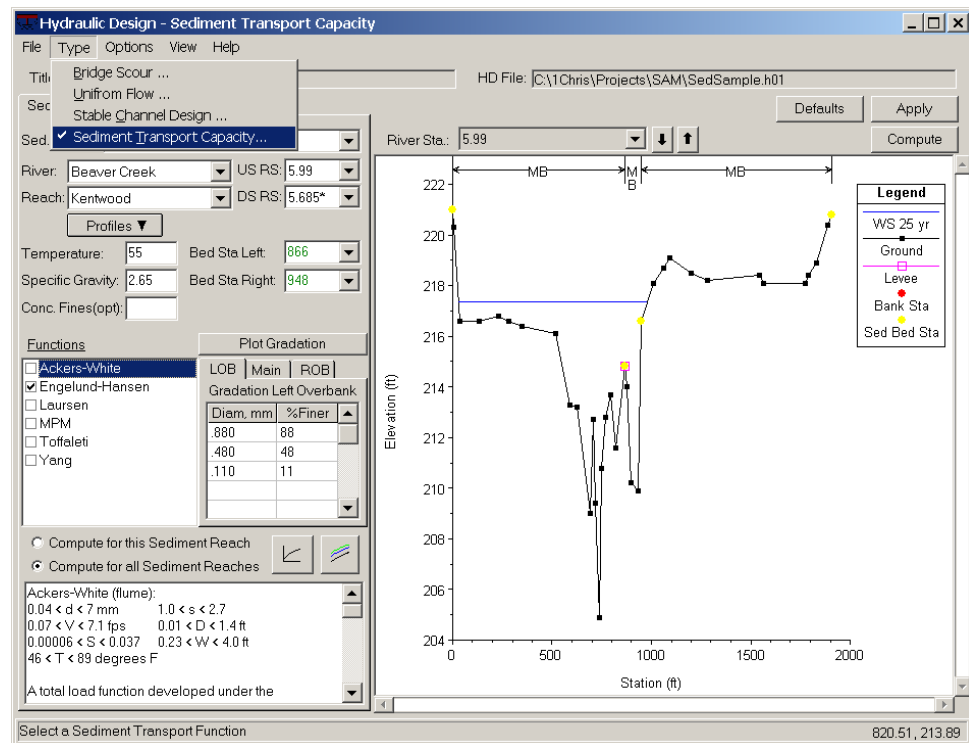 Hydraulic Design - Sediment Transport Capacity
File Type Options View Help
Bridge Scour ...
Unifrom Flow ...
Stable Channel Design ...
Sediment Transport Capacity...
Titl
HD File: C:\1Chris\Projects\SAM\SedSample.h01
Sed
Defaults Apply
Sed.
River Sta.: 5.99
Compute
River: Beaver Creek US RS: 5.99
Reach: Kentwood DS RS: 5.685*
Profiles ▼
Temperature: 55 Bed Sta Left: 866
Specific Gravity: 2.65 Bed Sta Right: 948
Conc. Fines(opt):
Functions
Plot Gradation
Ackers-White
Engelund-Hansen
Laursen
MPM
Toffaleti
Yang
LOB Main ROB
Gradation Left Overbank
Diam, mm %Finer
.880 88
.480 48
.110 11
Compute for this Sediment Reach
Compute for all Sediment Reaches
Ackers-White (flume):
0.04 < d < 7 mm 1.0 < s < 2.7
0.07 < V < 7.1 fps 0.01 < D < 1.4 ft
0.00006 < S < 0.037 0.23 < W < 4.0 ft
46 < T < 89 degrees F
A total load function developed under the
MB
M
B
MB
222
220
218
216
214
212
210
208
206
204
Elevation (ft)
0 500 1000 1500 2000
Station (ft)
Legend
WS 25 yr
Ground
Levee
Bank Sta
Sed Bed Sta
Select a Sediment Transport Function
820.51, 213.89